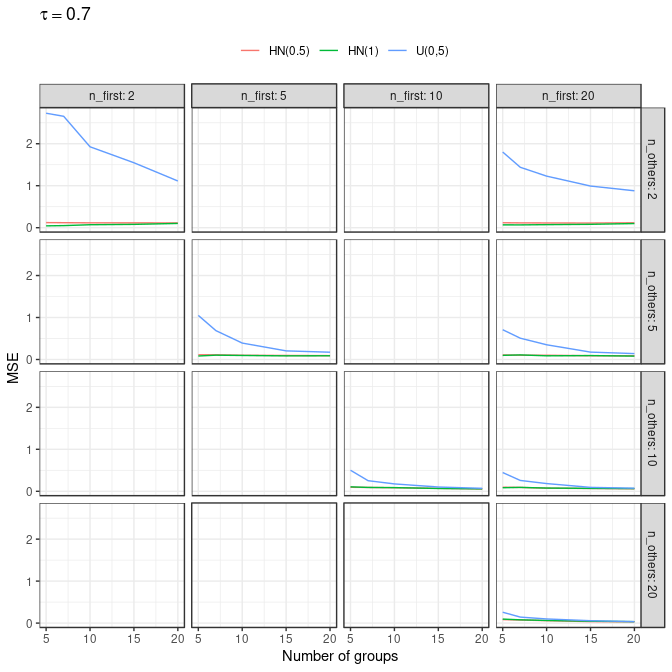 τ = 0.7
HN(0.5) HN(1) U(0,5)
n_first: 2 n_first: 5 n_first: 10 n_first: 20
2
1
0
n_others: 2
2
1
0
n_others: 5
2
1
0
n_others: 10
2
1
0
n_others: 20
5 10 15 20 5 10 15 20 5 10 15 20 5 10 15 20
MSE
Number of groups